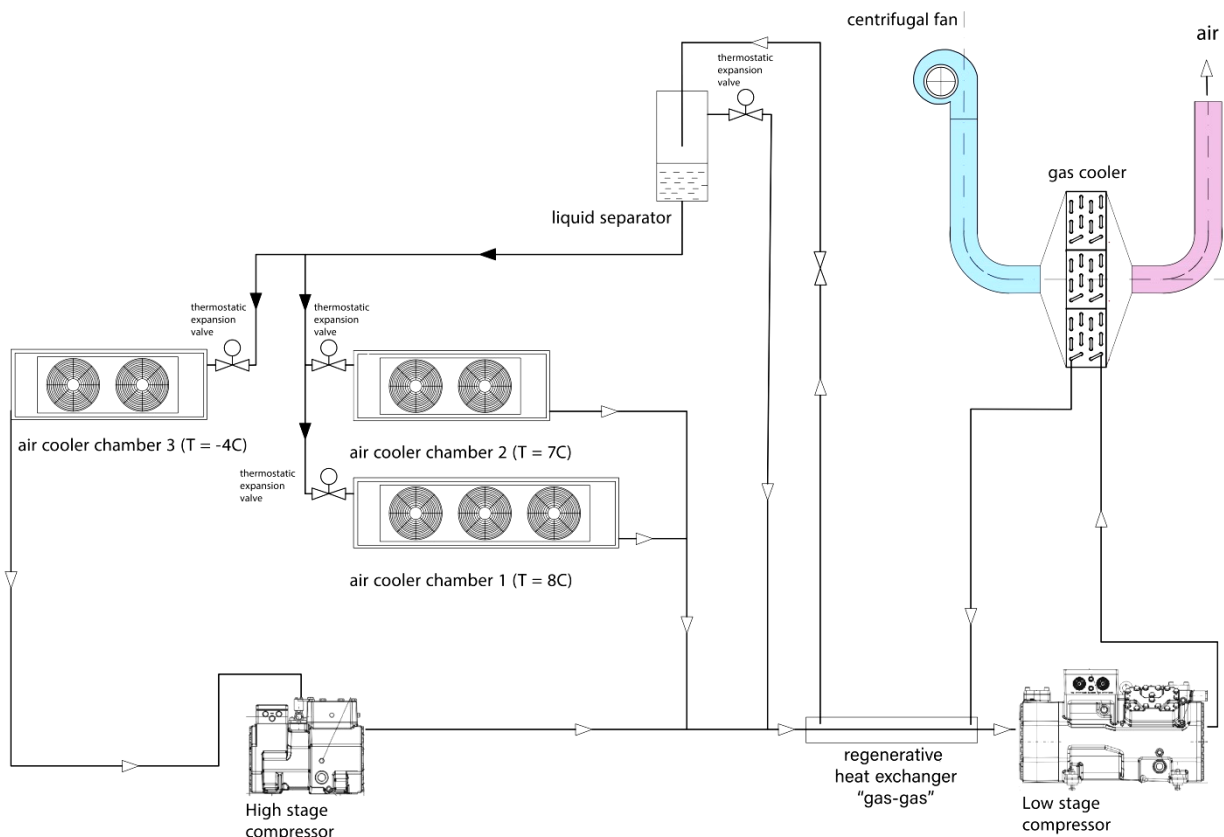 centrifugal fan
air
thermostatic
expansion
valve
gas cooler
liquid separator
thermostatic
expansion
valve
thermostatic
expansion
valve
air cooler chamber 3 (T = -4C)
air cooler chamber 2 (T = 7C)
thermostatic
expansion
valve
air cooler chamber 1 (T = 8C)
regenerative
heat exchanger
“gas-gas”
High stage
compressor
Low stage
compressor